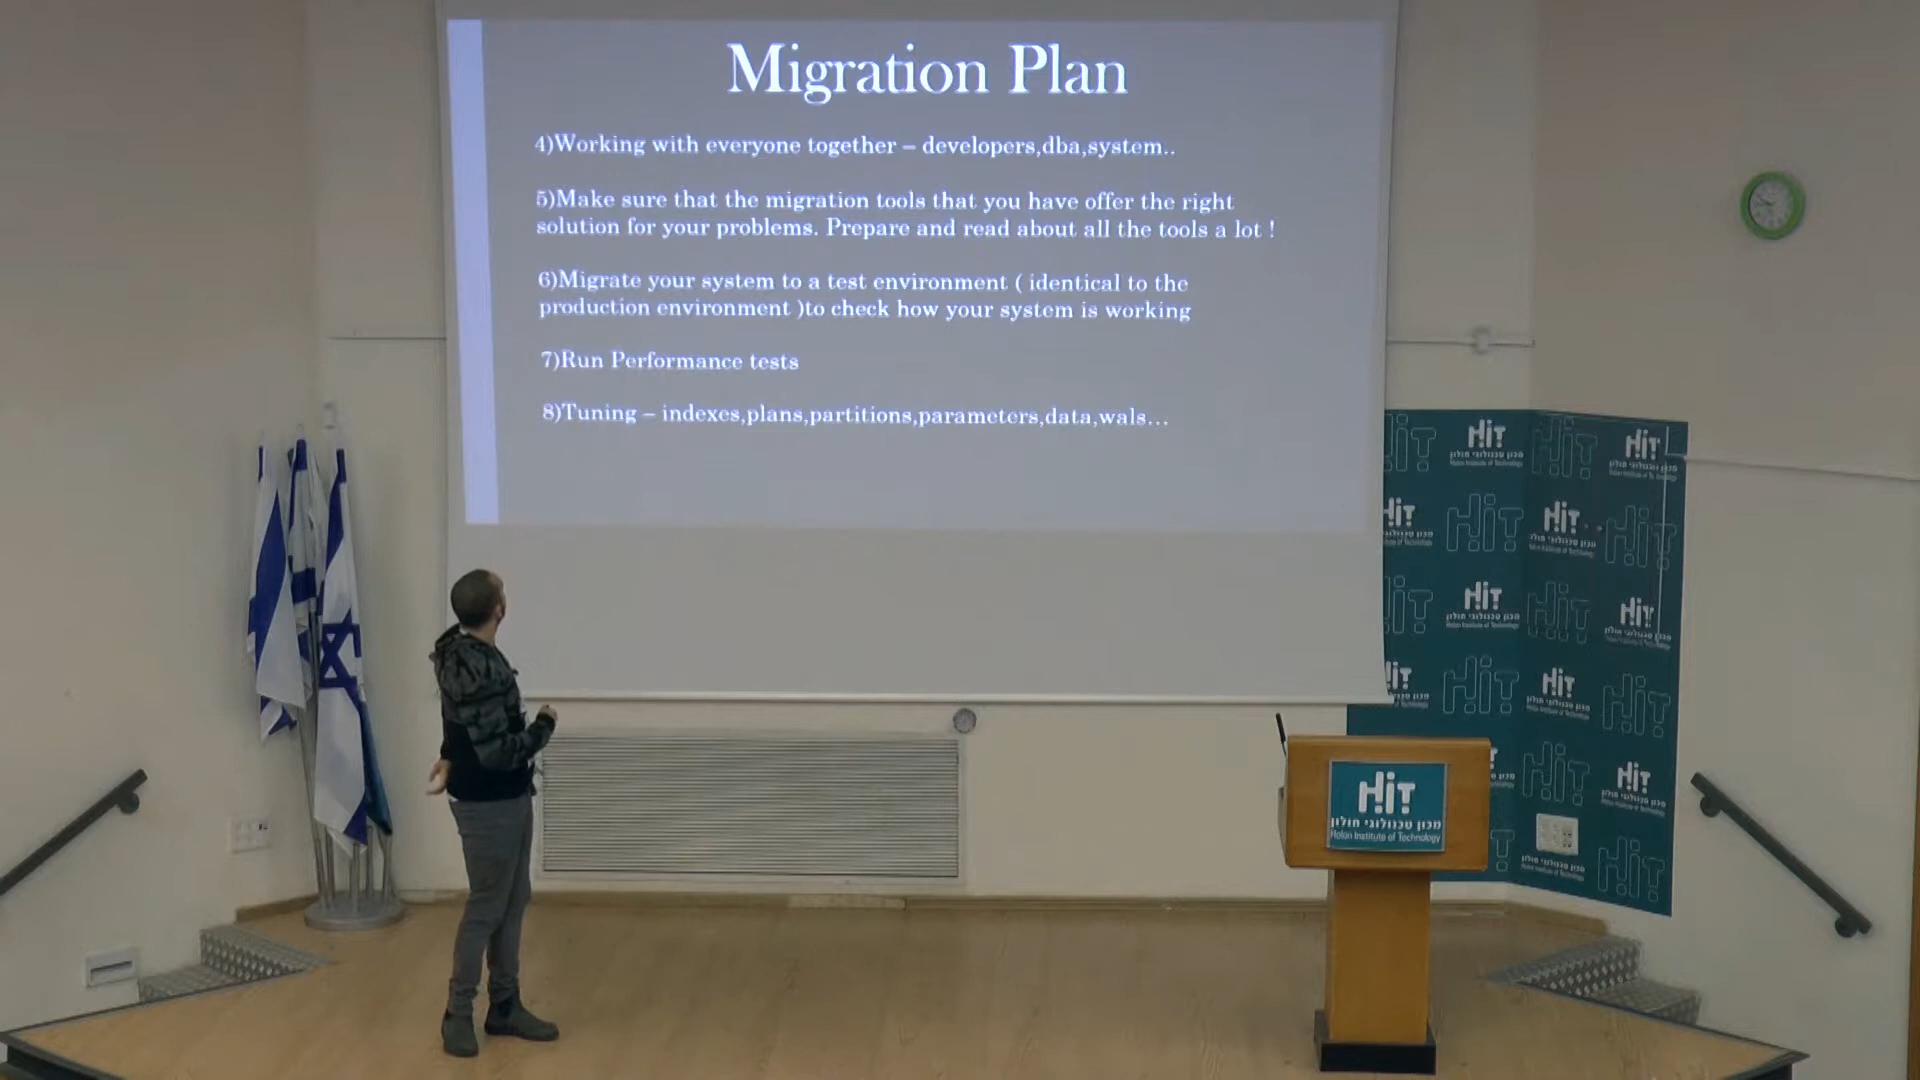 Migration Plan
4)Working with everyone together – developers,dba,system..
5)Make sure that the migration tools that you have offer the right
solution for your problems. Prepare and read about all the tools a lot !
6)Migrate your system to a test environment ( identical to the
production environment )to check how your system is working
7)Run Performance tests
8)Tuning – indexes,plans,partitions,parameters,data,wals...
HiT
מכון טכנולוגי חולון
Holon Institute of Technology